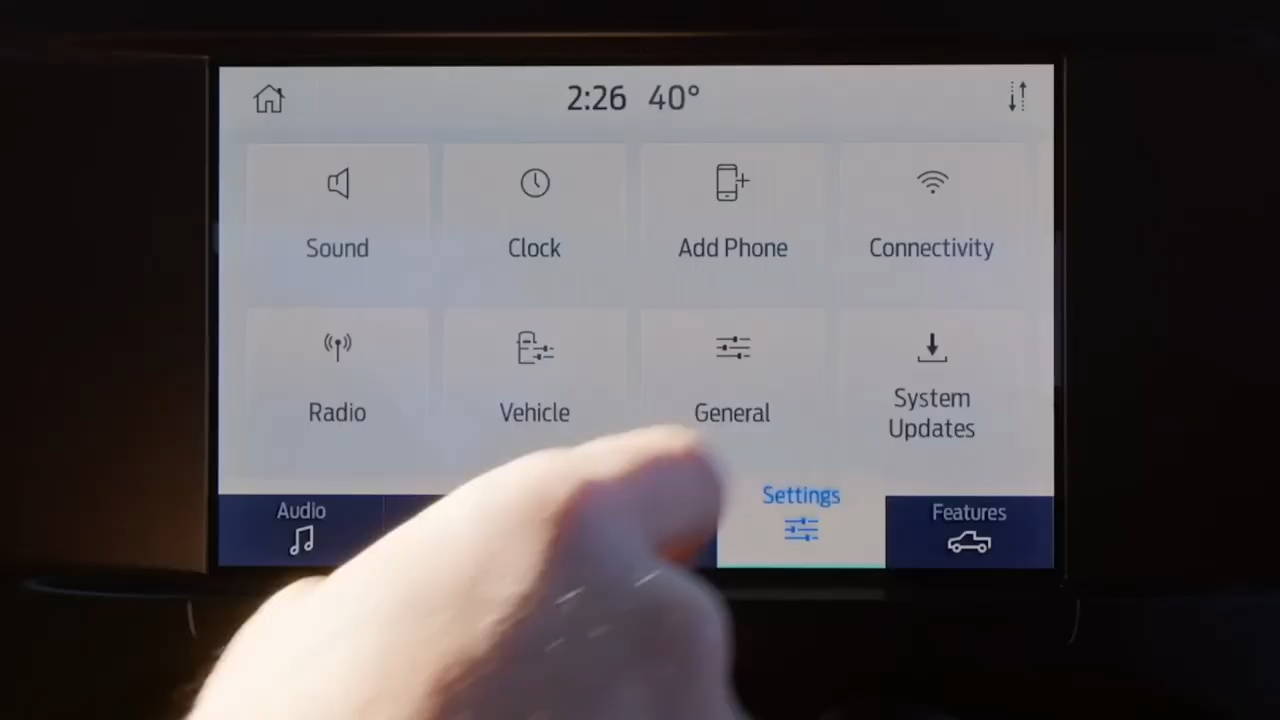 2:26 40°
Sound
Clock
Add Phone
Connectivity
Radio
Vehicle
General
System
Updates
Audio
Settings
Features